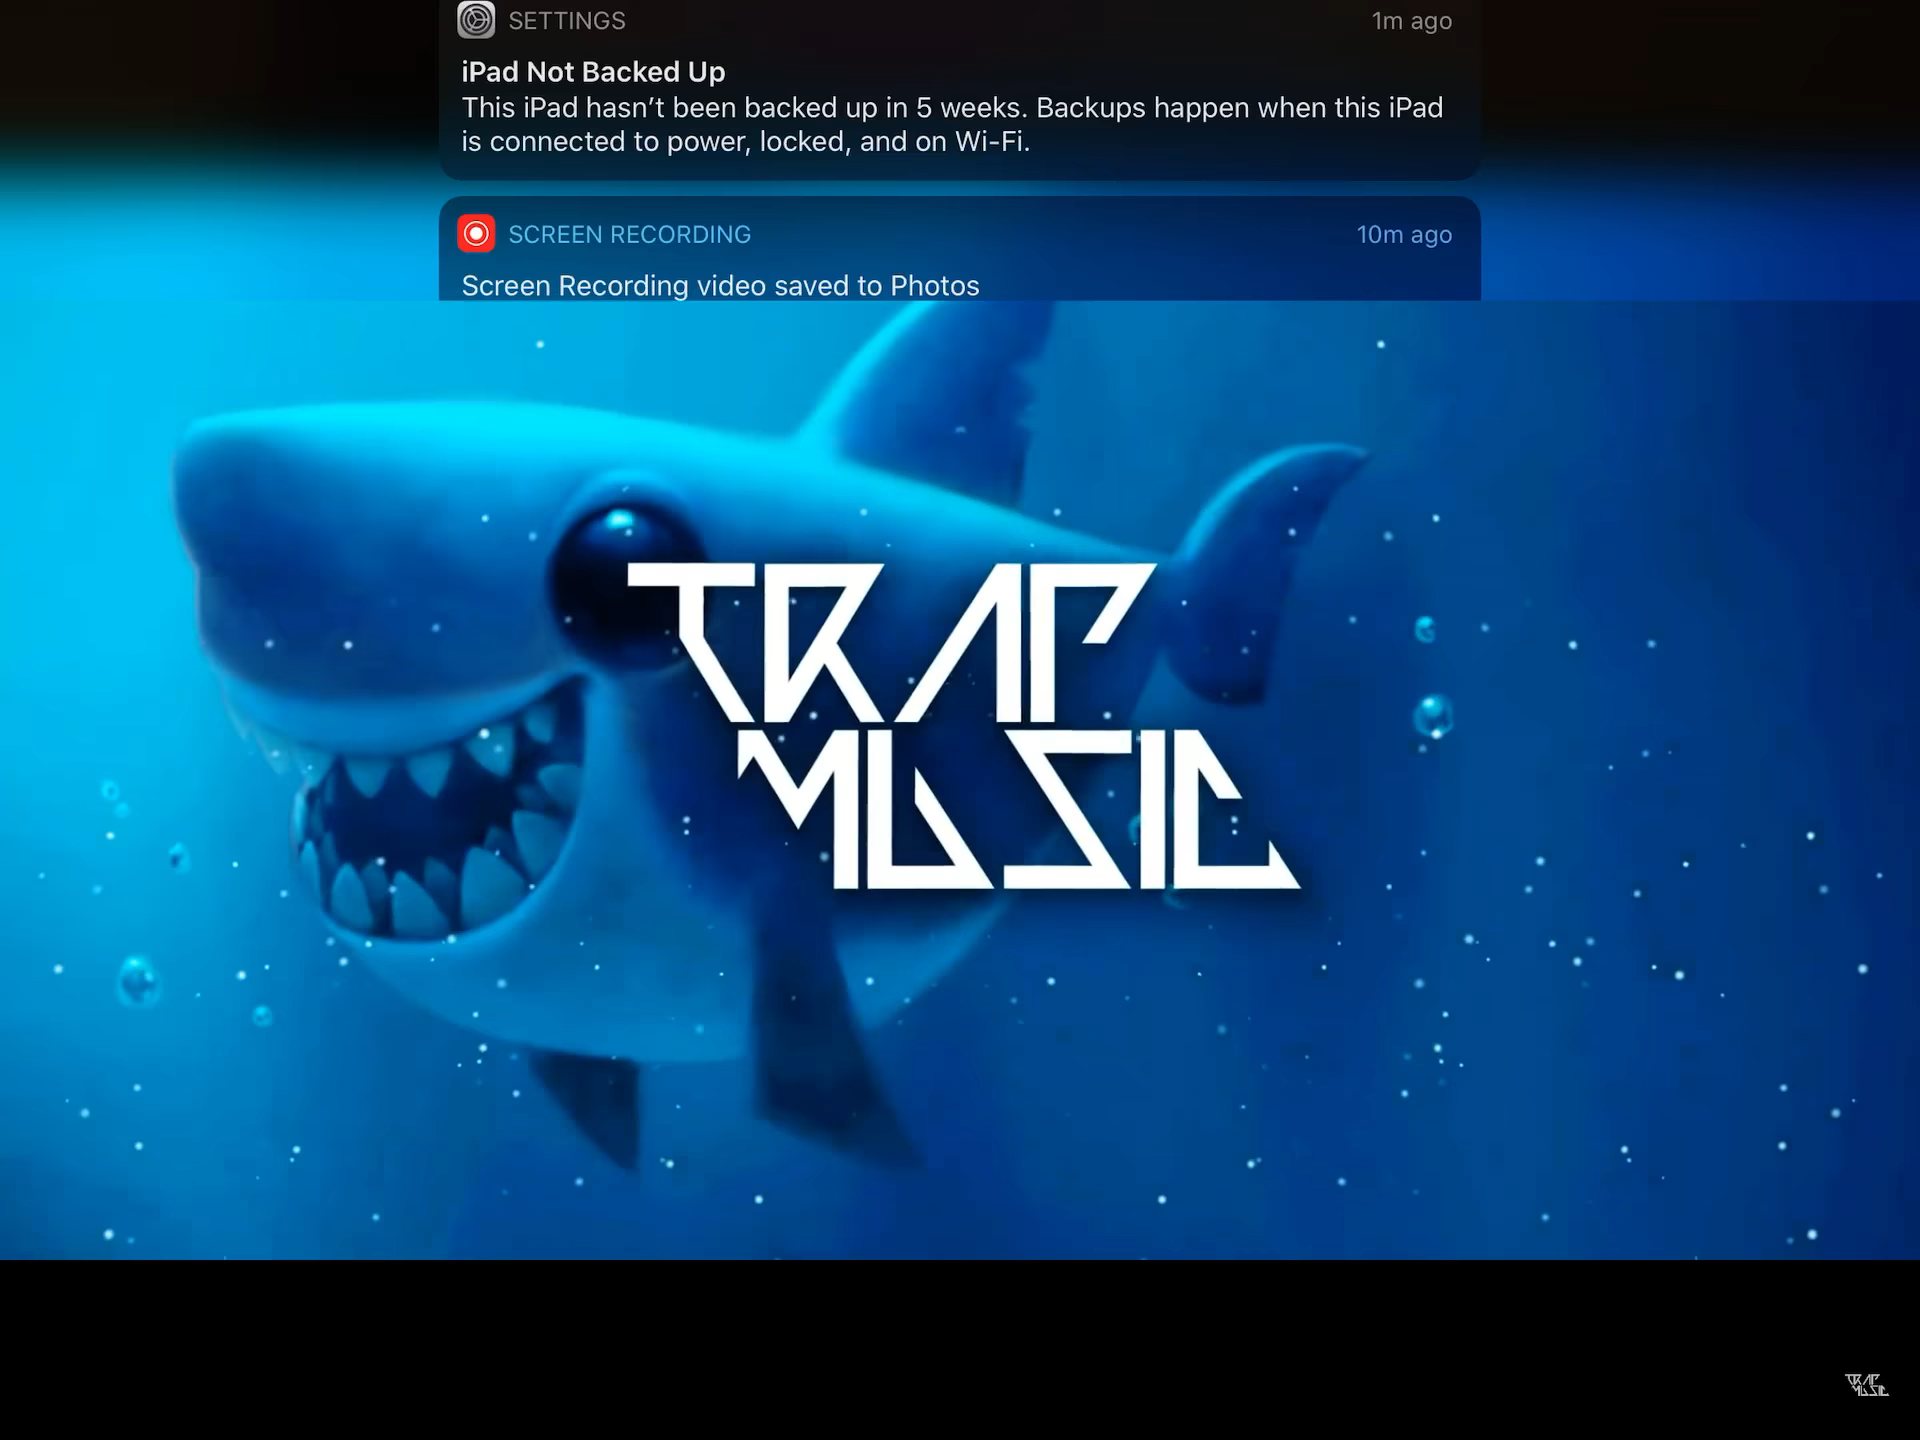 SETTINGS 1m ago
iPad Not Backed Up
This iPad hasn’t been backed up in 5 weeks. Backups happen when this iPad
is connected to power, locked, and on Wi-Fi.
SCREEN RECORDING 10m ago
Screen Recording video saved to Photos
TRAP
MUSIC
TRAP
MUSIC